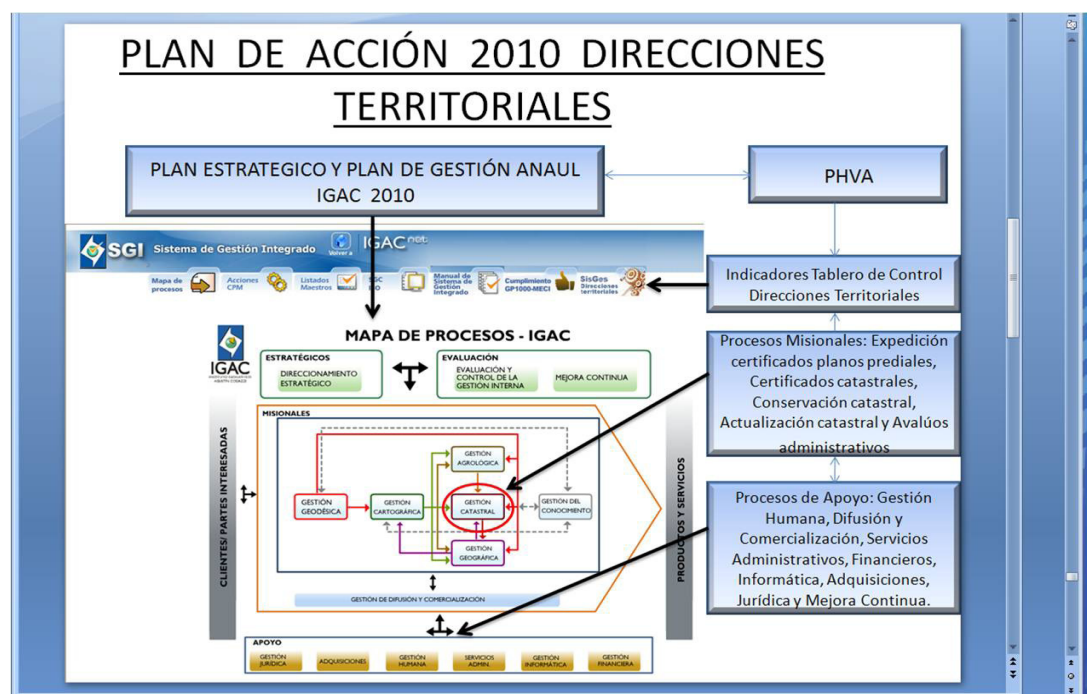 PLAN DE ACCIÓN 2010 DIRECCIONES
TERRITORIALES
PLAN ESTRATEGICO Y PLAN DE GESTIÓN ANAUL
IGAC 2010
PHVA
SGI Sistema de Gestión Integrado
Volver a
IGAC net
Mapa de
procesos
Acciones
CPM
Listados
Maestros
SGC
Manual de
Sistema de
Gestión
Integrado
Cumplimiento
GP1000-MECI
SisGes
Direcciones
territoriales
Indicadores Tablero de Control
Direcciones Territoriales
Procesos Misionales: Expedición
certificados planos prediales,
Certificados catastrales,
Conservación catastral,
Actualización catastral y Avalúos
administrativos
Procesos de Apoyo: Gestión
Humana, Difusión y
Comercialización, Servicios
Administrativos, Financieros,
Informática, Adquisiciones,
Jurídica y Mejora Continua.
MAPA DE PROCESOS - IGAC
IGAC
ESTRATÉGICOS
DIRECCIONAMIENTO
ESTRATÉGICO
EVALUACIÓN
EVALUACIÓN Y
CONTROL DE LA
GESTIÓN INTERNA
MEJORA CONTINUA
CLIENTES/ PARTES INTERESADAS
MISIONALES
GESTIÓN
AGROLÓGICA
GESTIÓN
GEODÉSICA
GESTIÓN
CARTOGRÁFICA
GESTIÓN
CATASTRAL
GESTIÓN DEL
CONOCIMIENTO
GESTIÓN
GEOGRÁFICA
GESTIÓN DE DIFUSIÓN Y COMERCIALIZACIÓN
PRODUCTOS Y SERVICIOS
APOYO
GESTIÓN
JURÍDICA
ADQUISICIONES
GESTIÓN
HUMANA
SERVICIOS
ADMIN.
GESTIÓN
INFORMÁTICA
GESTIÓN
FINANCIERA